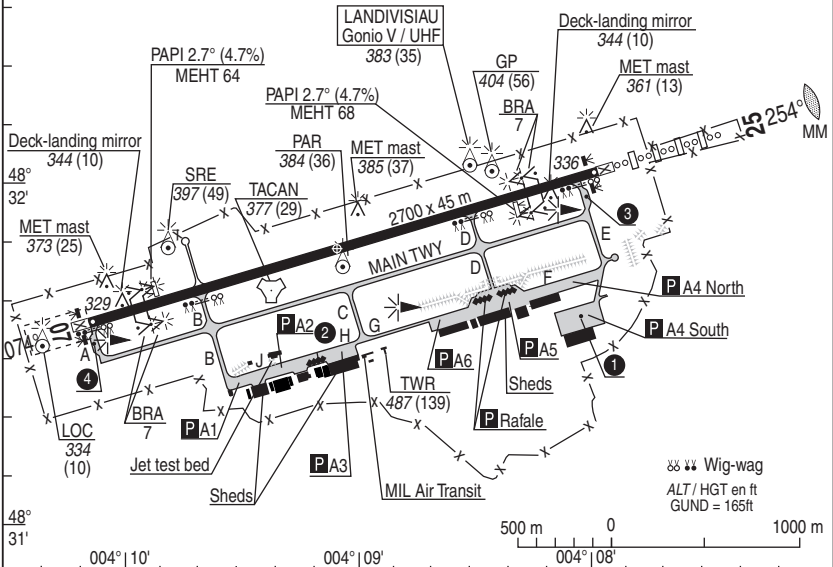 LANDIVISIAU
Gonio V / UHF
383 (35)
Deck-landing mirror
344 (10)
PAPI 2.7° (4.7%)
MEHT 64
GP
404 (56)
MET mast
361 (13)
PAPI 2.7° (4.7%)
MEHT 68
BRA
7
25
254°
MM
Deck-landing mirror
344 (10)
PAR
384 (36)
MET mast
385 (37)
336
48°
32'
SRE
397 (49)
TACAN
377 (29)
2700 x 45 m
3
MET mast
373 (25)
D
E
MAIN TWY
D
F
P A4 North
329
B
C
P A2
2
H
G
P A4 South
07
074°
A
B
J
P A6
P A5
1
4
TWR
487 (139)
Sheds
LOC
334
(10)
BRA
7
P A1
P Rafale
Jet test bed
P A3
Sheds
MIL Air Transit
Wig-wag
ALT / HGT en ft
GUND = 165ft
48°
31'
500 m
0
1000 m
004° 10'
004° 09'
004° 08'